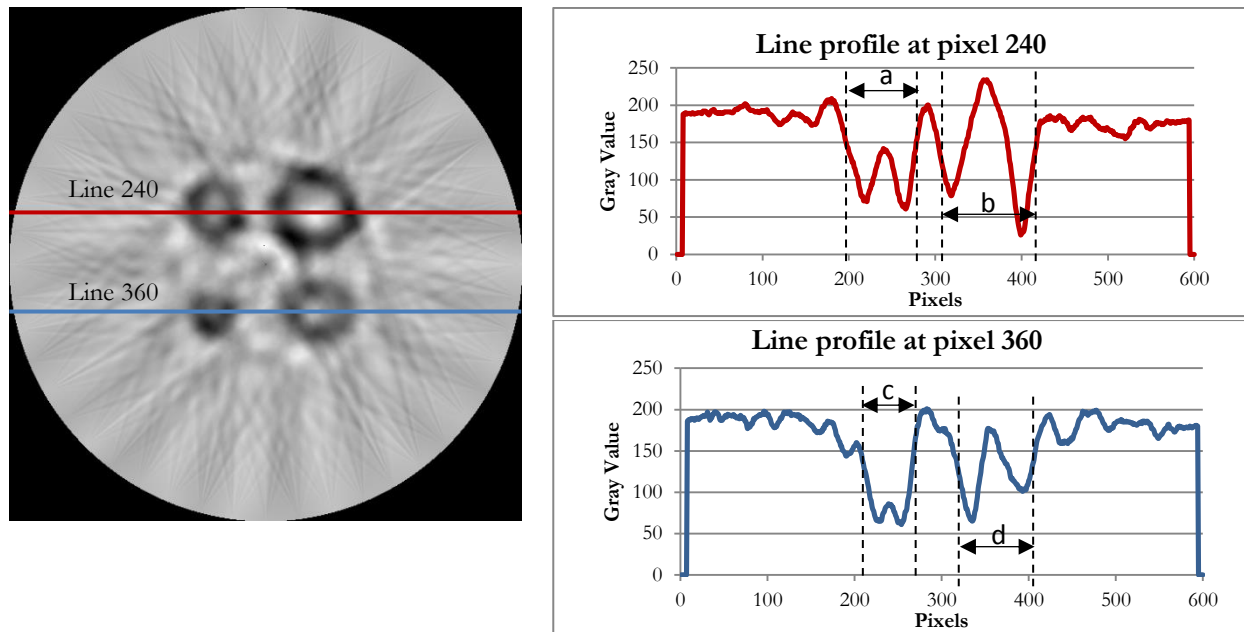 Line 240
Line 360
Line profile at pixel 240
Gray Value
250
200
150
100
50
0
a
b
0 100 200 300 400 500 600
Pixels
Line profile at pixel 360
Gray Value
250
200
150
100
50
0
c
d
0 100 200 300 400 500 600
Pixels